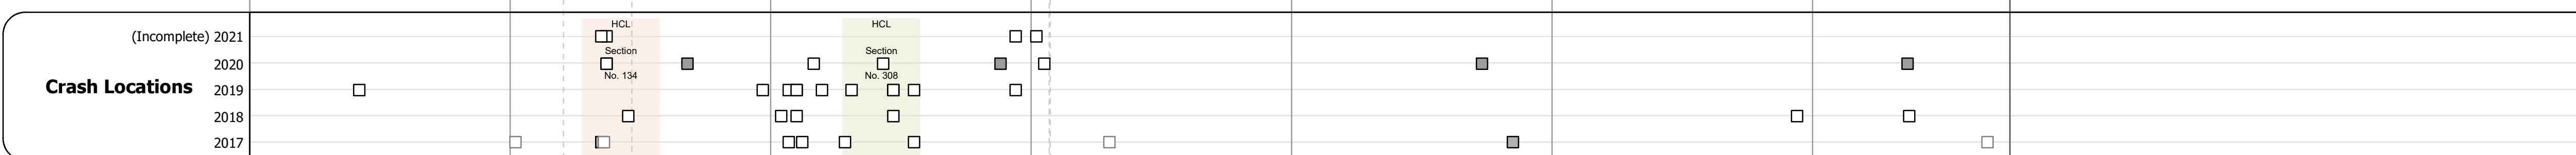 HCL
HCL
(Incomplete) 2021
Section
Section
2020
No. 134
No. 308
Crash Locations
2019
2018
2017